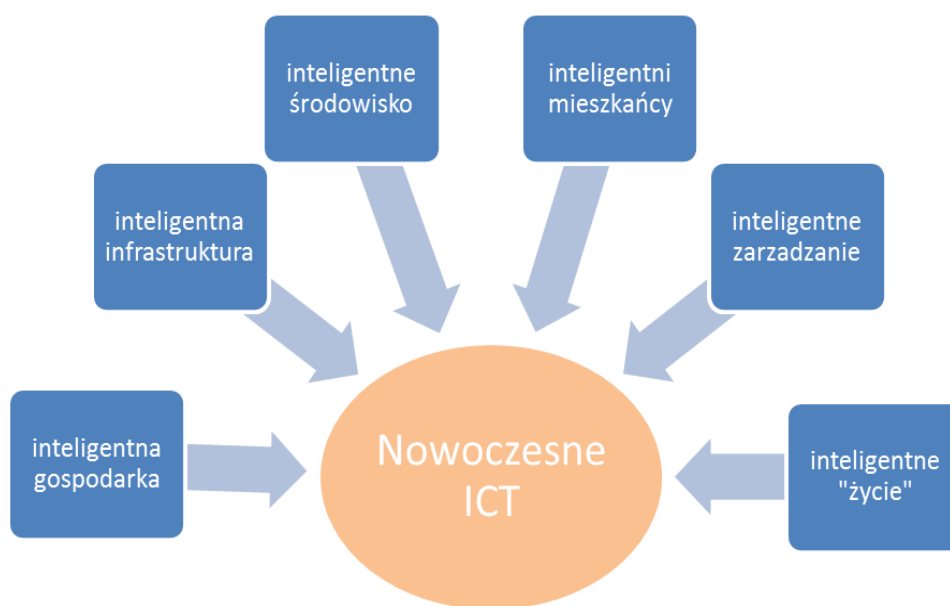 inteligentne
środowisko
inteligentni
mieszkańcy
inteligentna
infrastruktura
inteligentne
zarzadzanie
inteligentna
gospodarka
Nowoczesne
ICT
inteligentne
"życie"